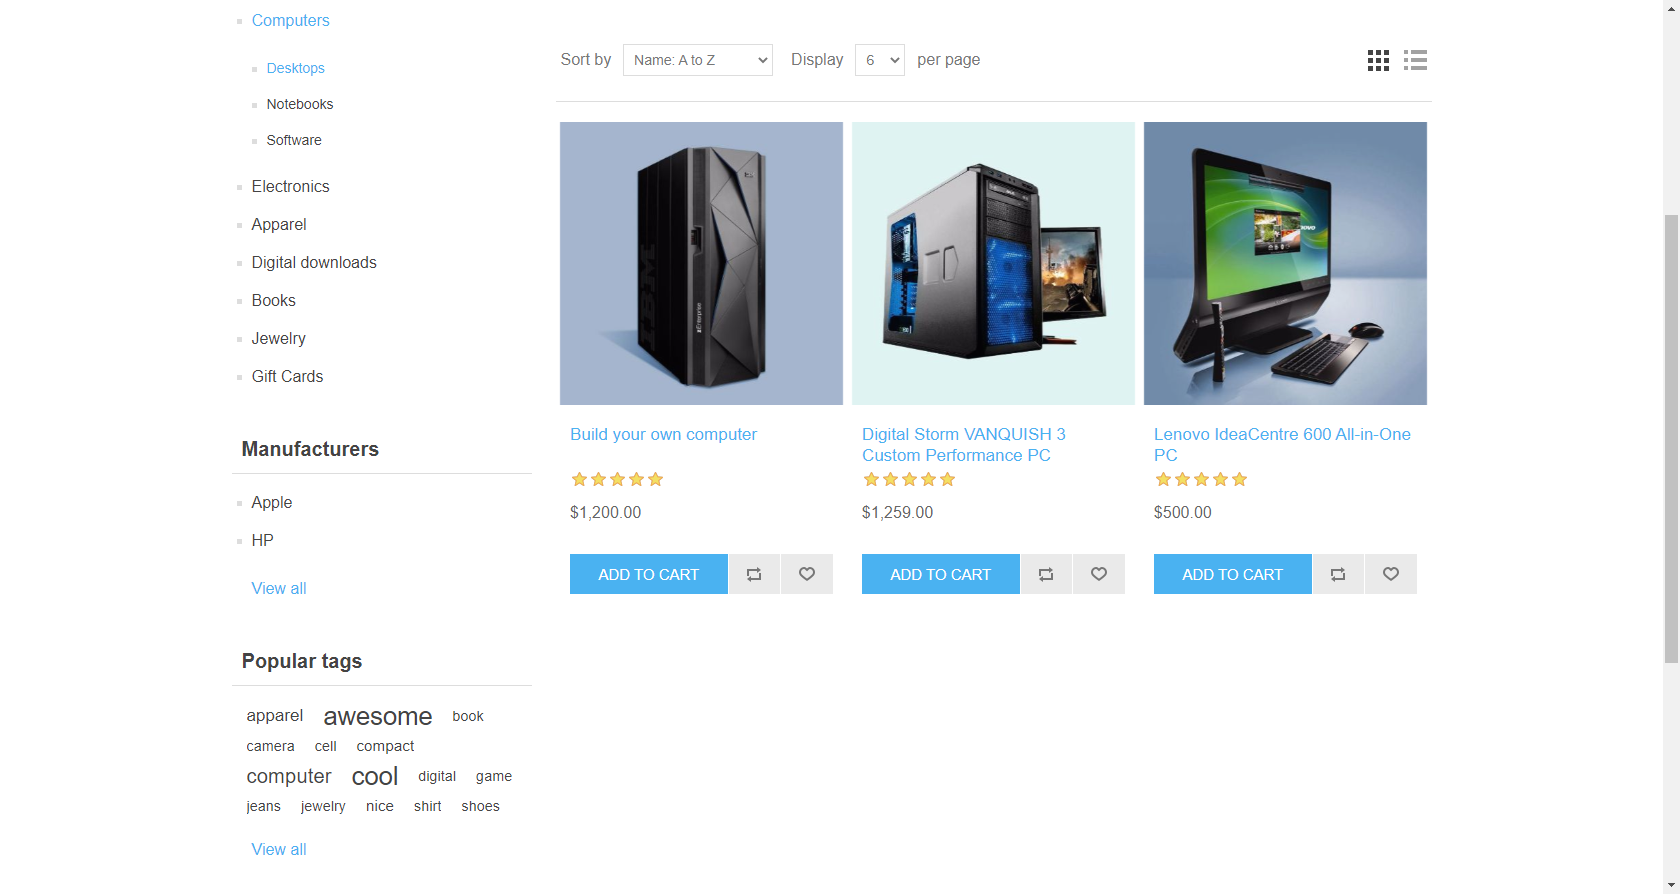 Computers
Desktops
Notebooks
Software
Electronics
Apparel
Digital downloads
Books
Jewelry
Gift Cards
Manufacturers
Apple
HP
View all
Popular tags
apparel awesome book
camera cell compact
computer cool digital game
jeans jewelry nice shirt shoes
View all
Sort by Name: A to Z Display 6 per page
IBM
Build your own computer
$1,200.00
ADD TO CART
Digital Storm VANQUISH 3
Custom Performance PC
$1,259.00
ADD TO CART
Lenovo IdeaCentre 600 All-in-One
PC
$500.00
ADD TO CART